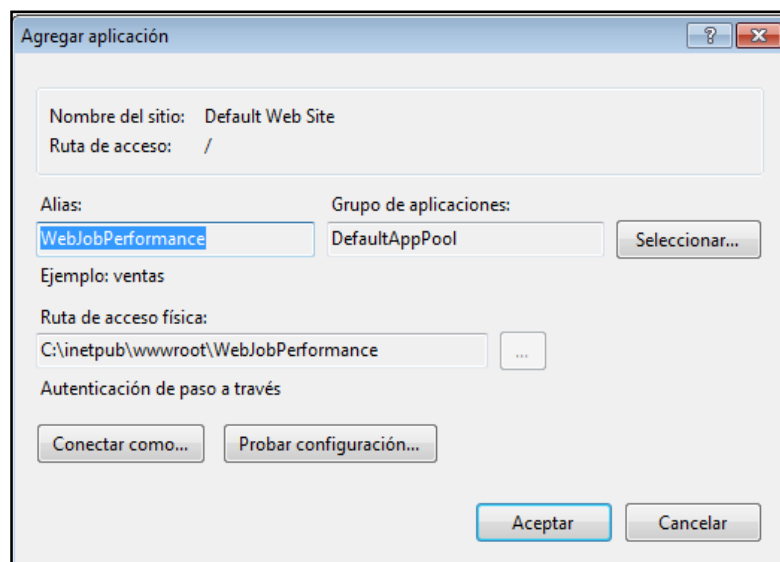 Agregar aplicación
Nombre del sitio: Default Web Site
Ruta de acceso: /
Alias: Grupo de aplicaciones:
WebJobPerformance DefaultAppPool Seleccionar...
Ejemplo: ventas
Ruta de acceso física:
C:\inetpub\wwwroot\WebJobPerformance ...
Autenticación de paso a través
Conectar como... Probar configuración...
Aceptar Cancelar